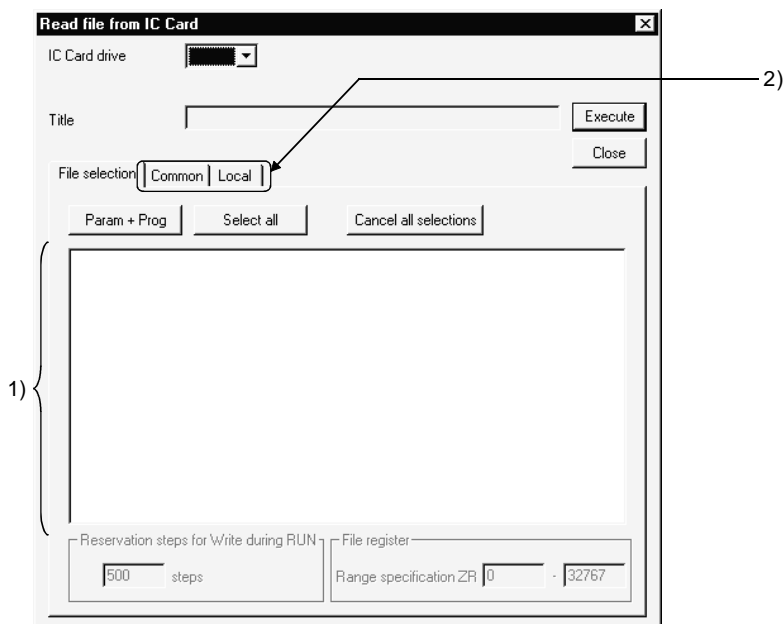 Read file from IC Card
IC Card drive
2)
Title
Execute
Close
File selection Common Local
Param + Prog Select all Cancel all selections
1)
Reservation steps for Write during RUN File register
500 steps Range specification ZR 0 - 32767